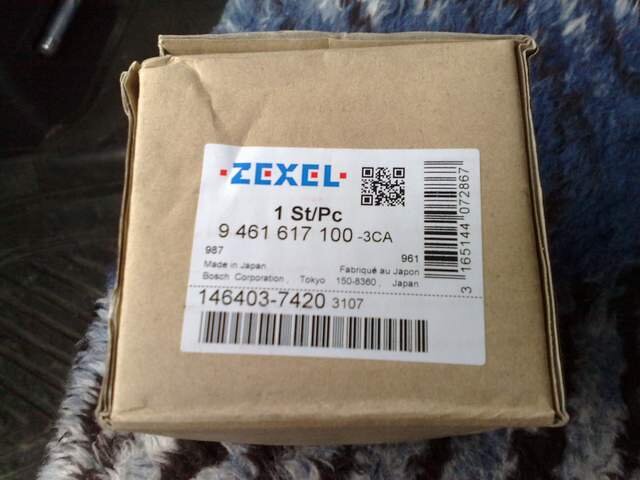 ZEXEL
1 St/Pc
9 461 617 100 -3CA
987
961
Made in Japan
Fabriqué au Japon
Bosch Corporation, Tokyo 150-8360, Japan
146403-7420 3107
3 165144 072867